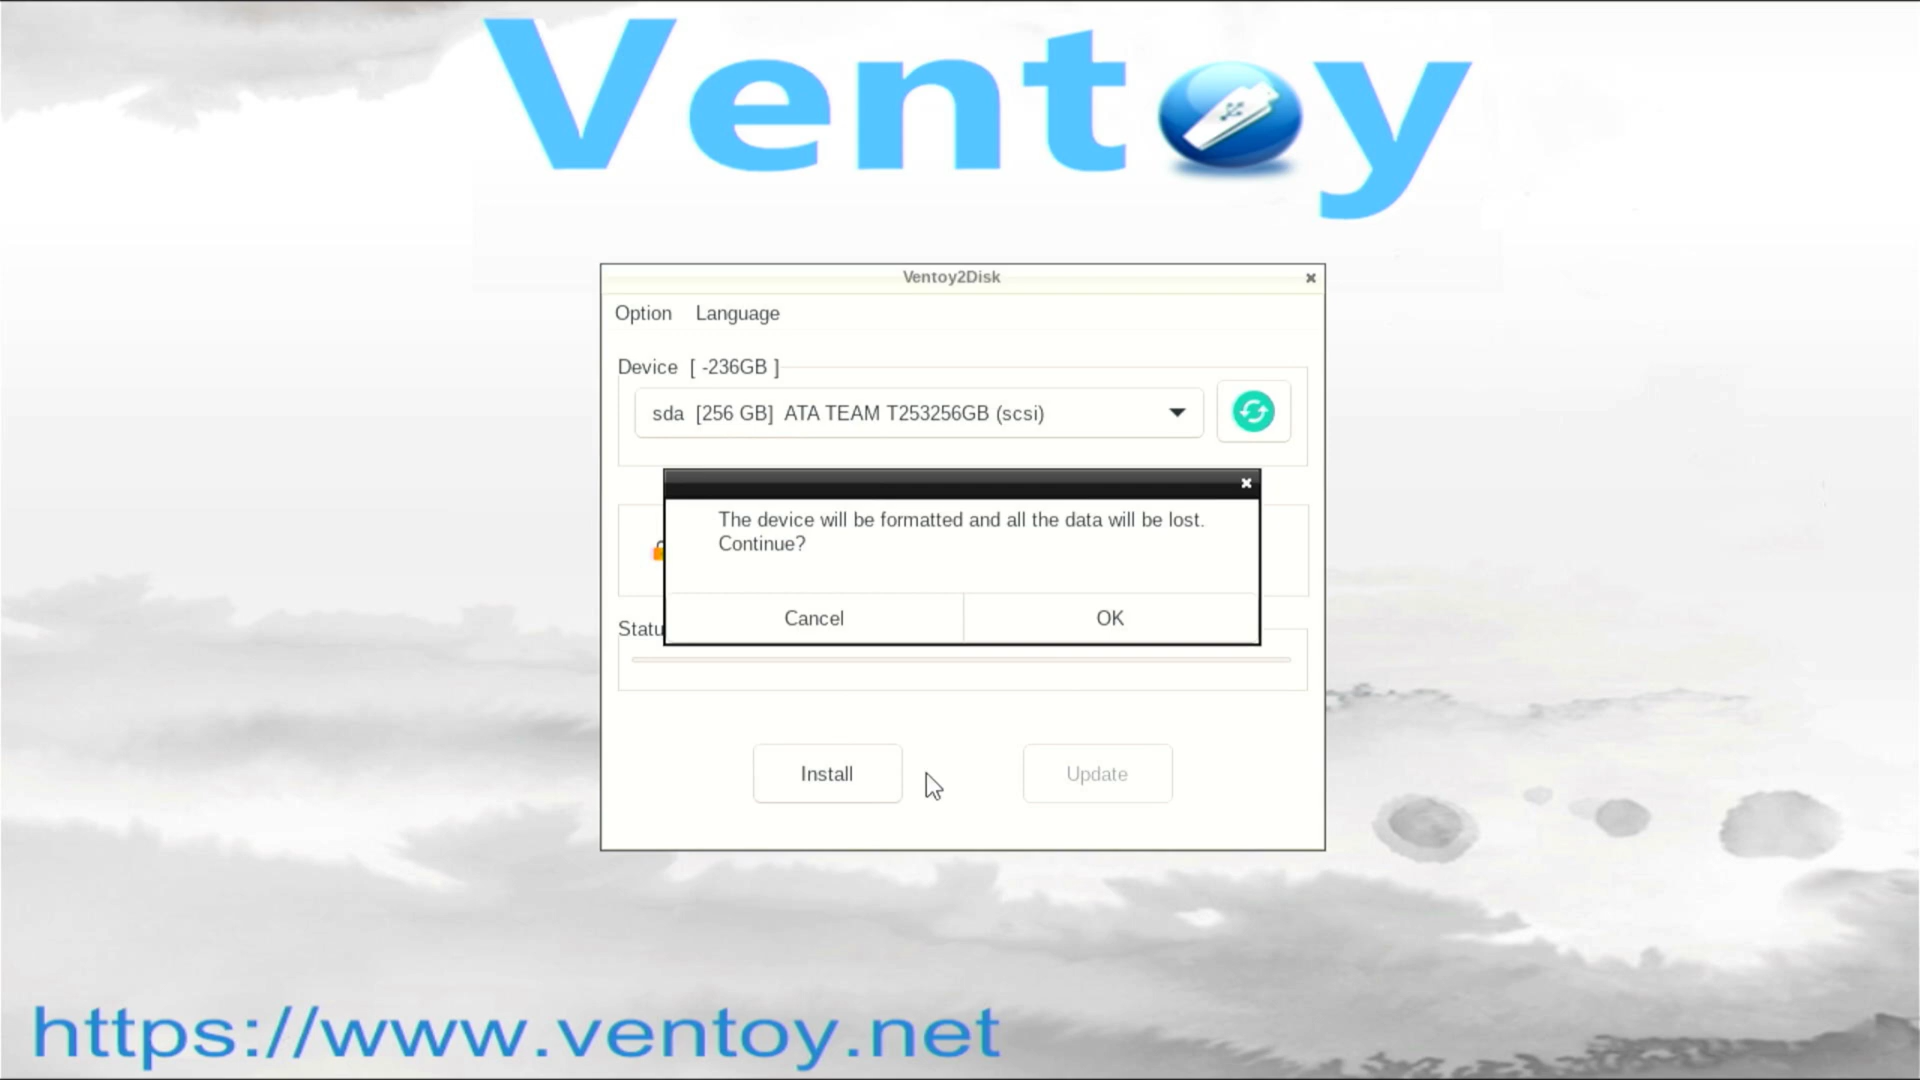 Ventoy
Ventoy2Disk
Option Language
Device [ -236GB ]
sda [256 GB] ATA TEAM T253256GB (scsi)
The device will be formatted and all the data will be lost.
Continue?
Cancel OK
Statu
Install Update
https://www.ventoy.net